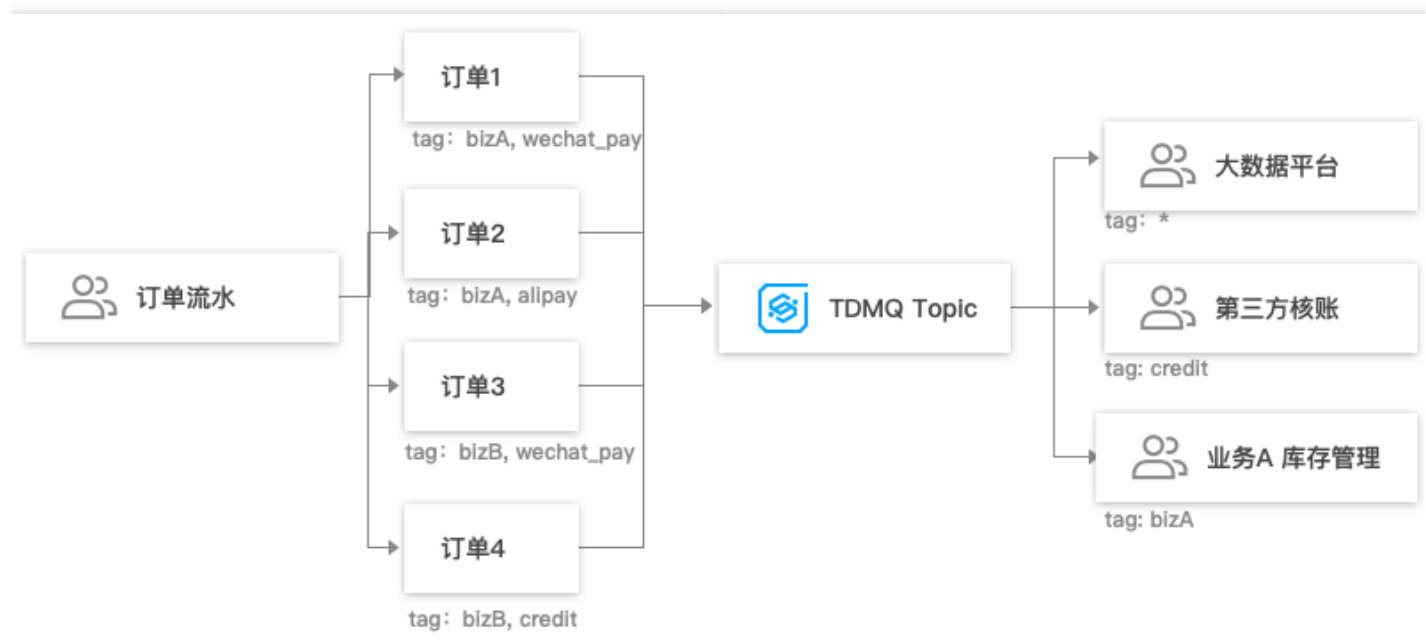 订单1
tag：bizA, wechat_pay
订单2
tag：bizA, alipay
订单流水
订单3
tag：bizB, wechat_pay
订单4
tag：bizB, credit
TDMQ Topic
大数据平台
tag：*
第三方核账
tag: credit
业务A 库存管理
tag: bizA